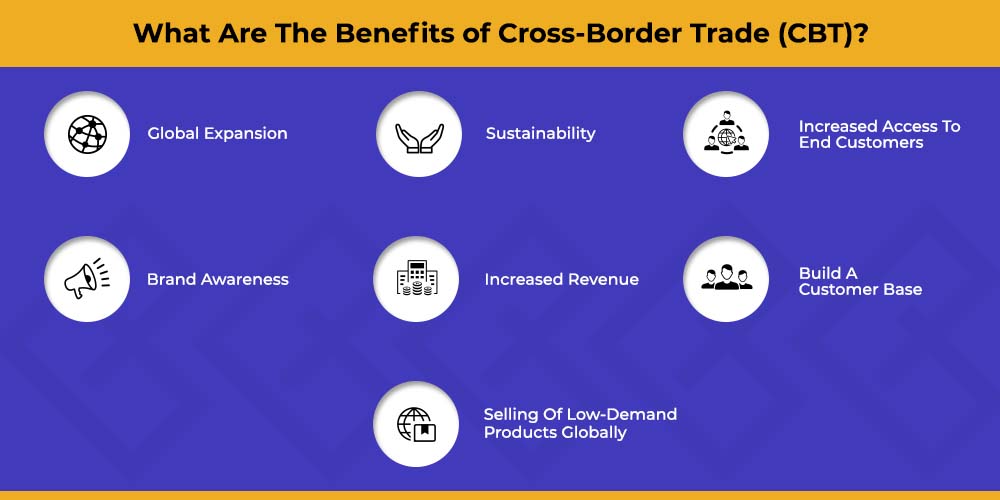 What Are The Benefits of Cross-Border Trade (CBT)?
Global Expansion
Sustainability
Increased Access To
End Customers
Brand Awareness
Increased Revenue
Build A
Customer Base
Selling Of Low-Demand
Products Globally